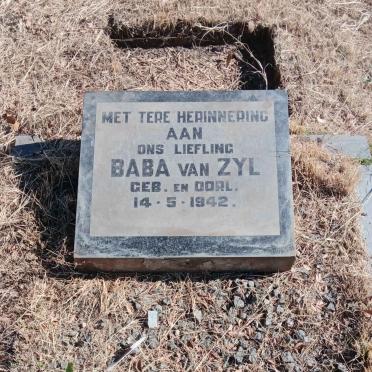 MET TERE HERINNERING
AAN
ONS LIEFLING
BABA VAN ZYL
GEB. EN OORL.
14-5-1942.